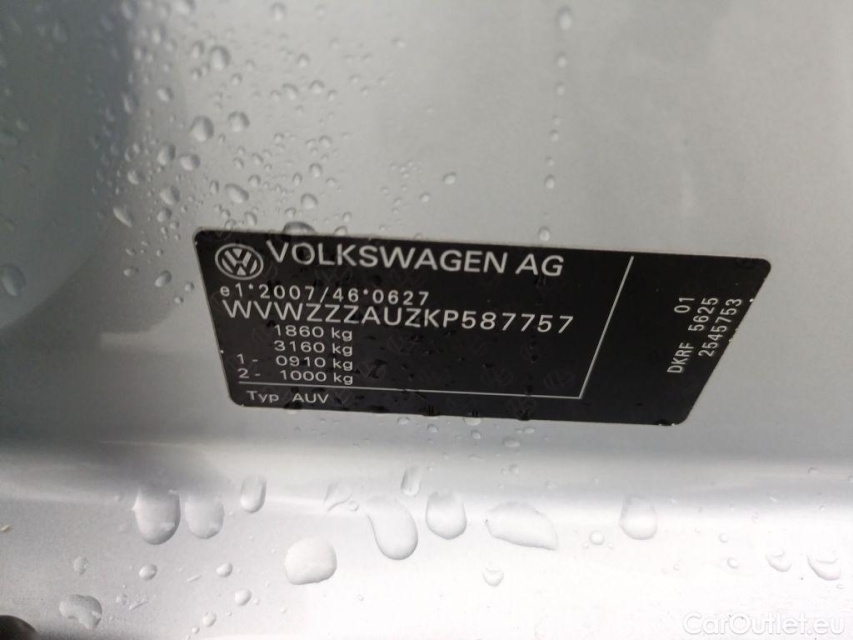 VOLKSWAGEN AG
e1*2007/46*0627
WVWZZZAUZKP587757
1860 kg
3160 kg
1- 0910 kg
2- 1000 kg
Typ AUV
01
DKRF 5625
2545753
CarOutlet.eu